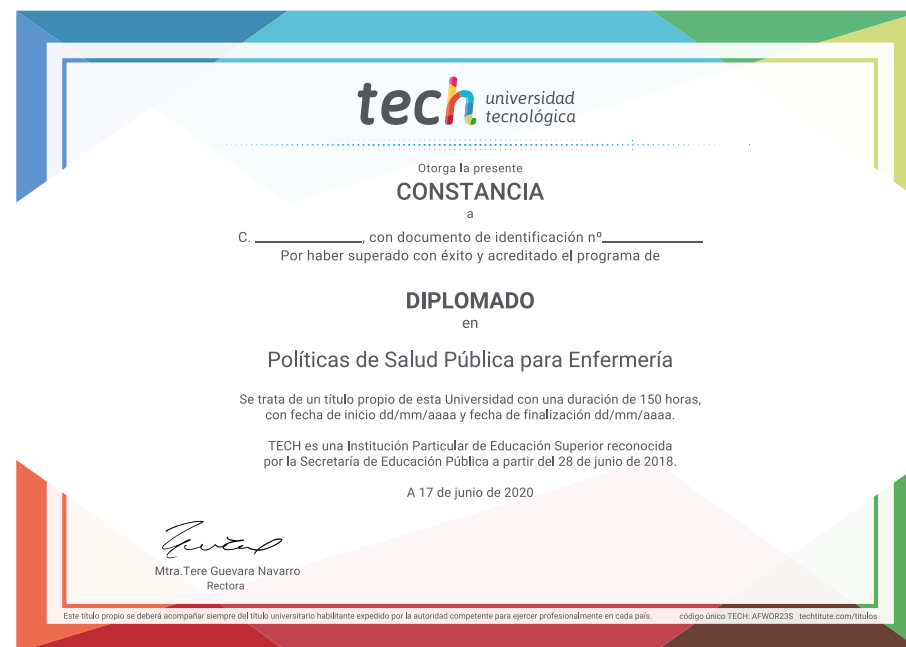 tech universidad
tecnológica
Otorga la presente
CONSTANCIA
a
C. ____________, con documento de identificación nº____________
Por haber superado con éxito y acreditado el programa de
DIPLOMADO
en
Políticas de Salud Pública para Enfermería
Se trata de un título propio de esta Universidad con una duración de 150 horas,
con fecha de inicio dd/mm/aaaa y fecha de finalización dd/mm/aaaa.
TECH es una Institución Particular de Educación Superior reconocida
por la Secretaría de Educación Pública a partir del 28 de junio de 2018.
A 17 de junio de 2020
Mtra.Tere Guevara Navarro
Rectora
Este título propio se deberá acompañar siempre del título universitario habilitante expedido por la autoridad competente para ejercer profesionalmente en cada país. código único TECH: AFWOR23S techtitute.com/titulos